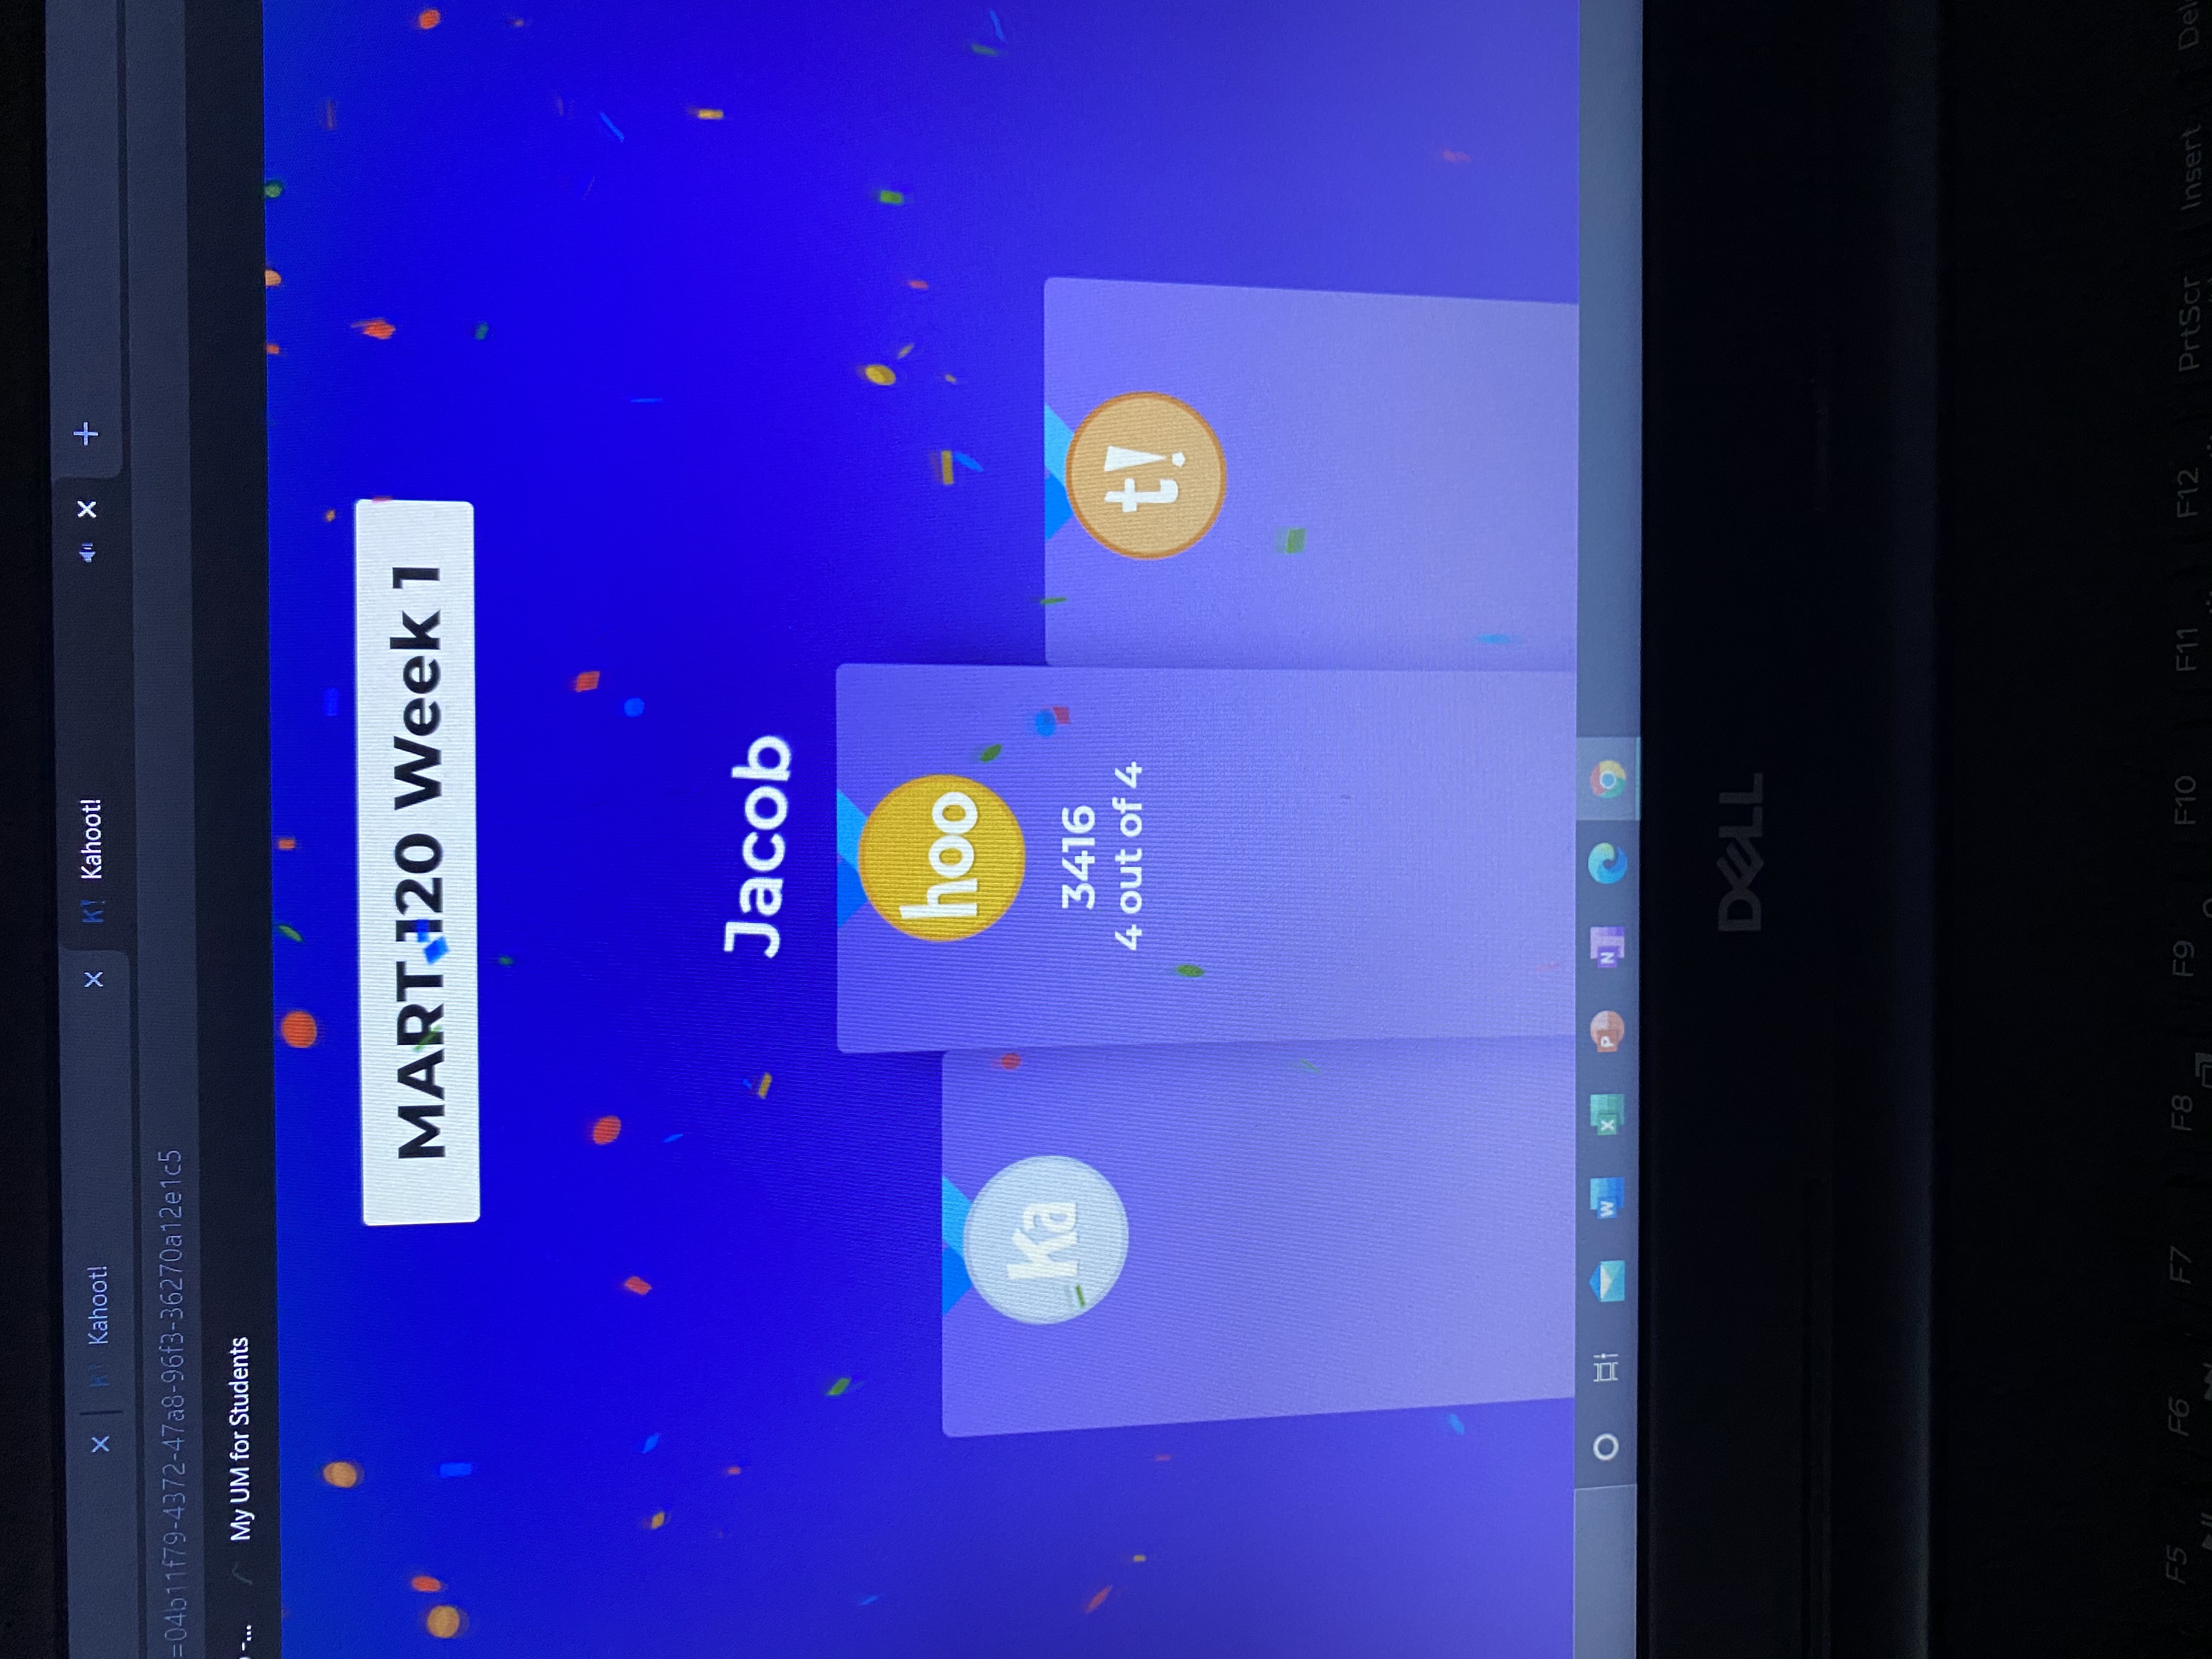 Kahoot!
Kahoot!
=04b11f79-4372-47a8-96f3-36270a12e1c5
-...
My UM for Students
MART 120 Week 1
Jacob
hoo
3416
4 out of 4
Ka
t!
DELL
F5 F6 F7 F8 F9 F10 F11 F12 PrtScr Insert Del